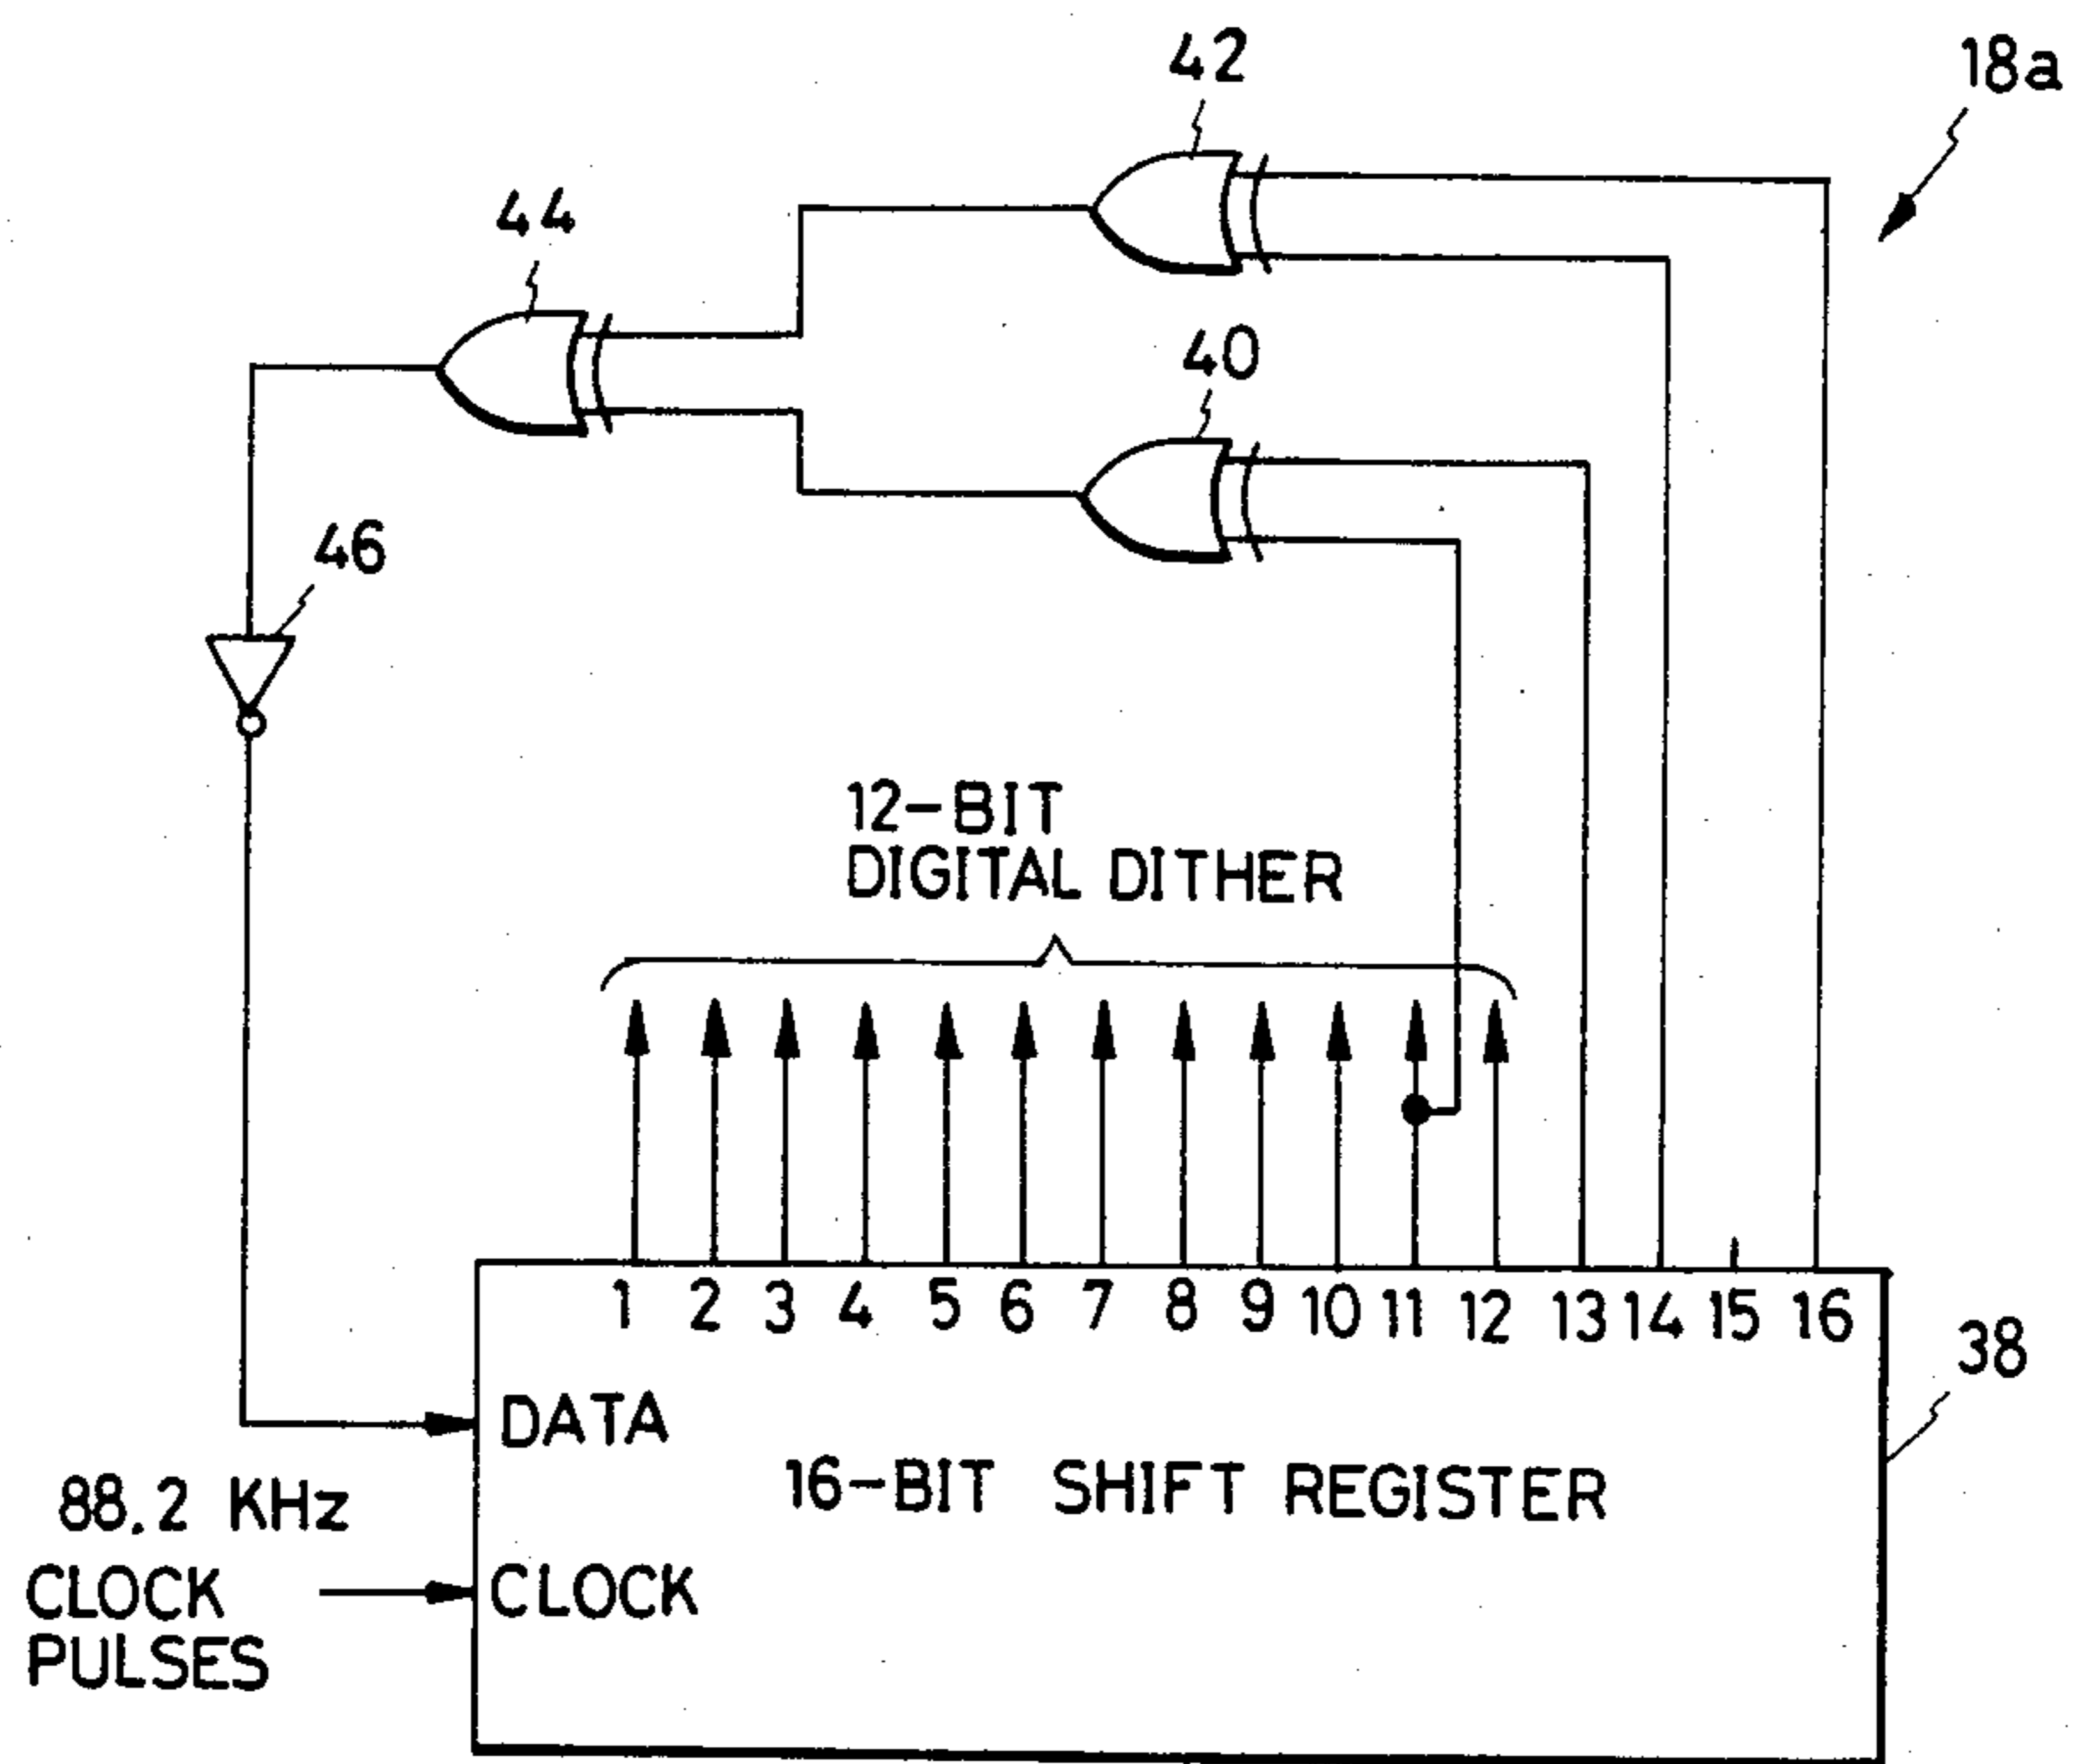 42
18a
44
40
46
12-BIT
DIGITAL DITHER
1 2 3 4 5 6 7 8 9 10 11 12 13 14 15 16
38
DATA
16-BIT SHIFT REGISTER
88.2 KHz
CLOCK
PULSES
CLOCK